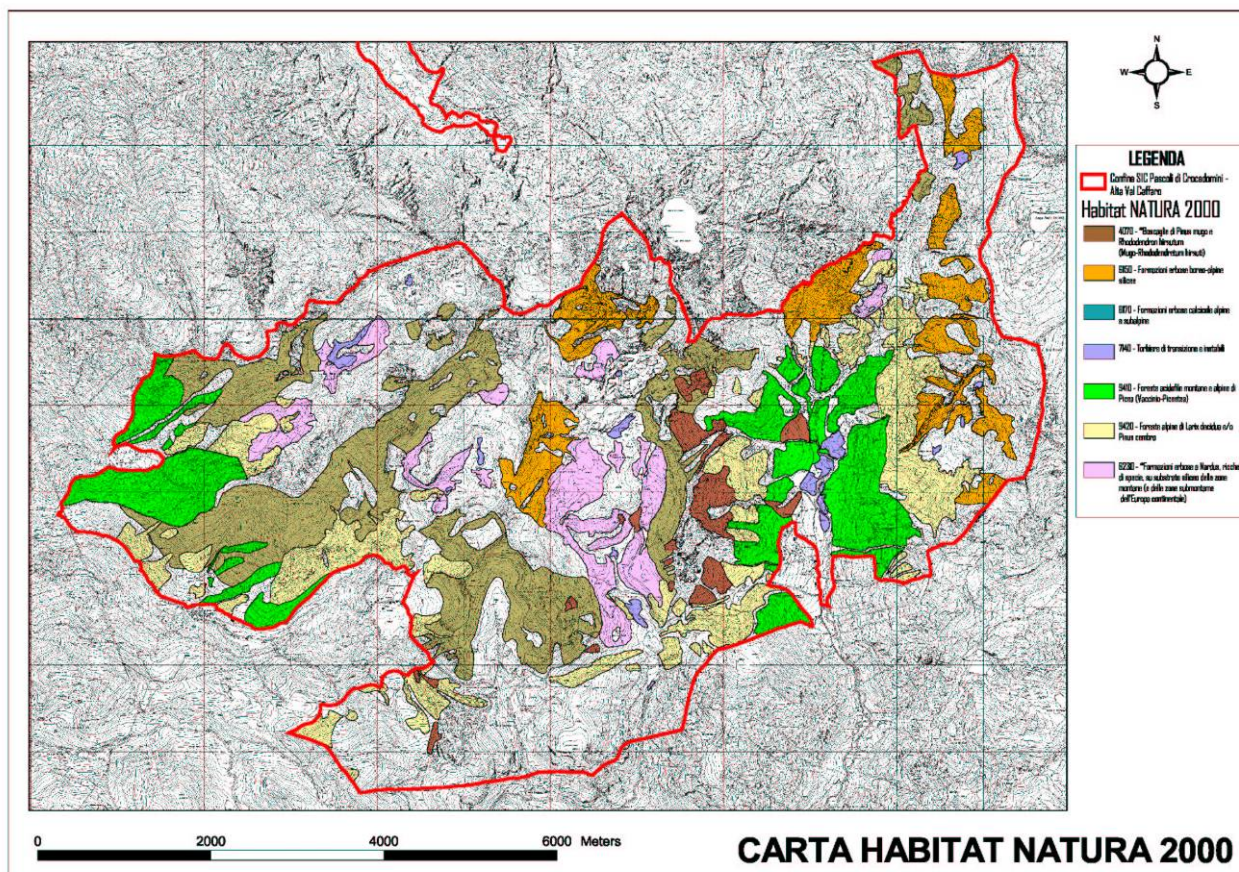 N
W E
S
LEGENDA
Confine SIC Pascoli di Crocedomini -
Alta Val Caffaro
Habitat NATURA 2000
4070 - *Boscaglie di Pinus mugo e
Rhododendron hirsutum
(Mugo-Rhododendretum hirsuti)
6150 - Formazioni erbose boreo-alpine
silicee
6170 - Formazioni erbose calcicole alpine
e subalpine
7140 - Torbiere di transizione e instabili
9410 - Foreste acidofile montane e alpine di
Picea (Vaccinio-Piceetea)
9420 - Foreste alpine di Larix decidua e/o
Pinus cembra
6230 - *Formazioni erbose a Nardus, ricche
di specie, su substrato siliceo delle zone
montane (e delle zone submontane
dell'Europa continentale)
0 2000 4000 6000 Meters
CARTA HABITAT NATURA 2000